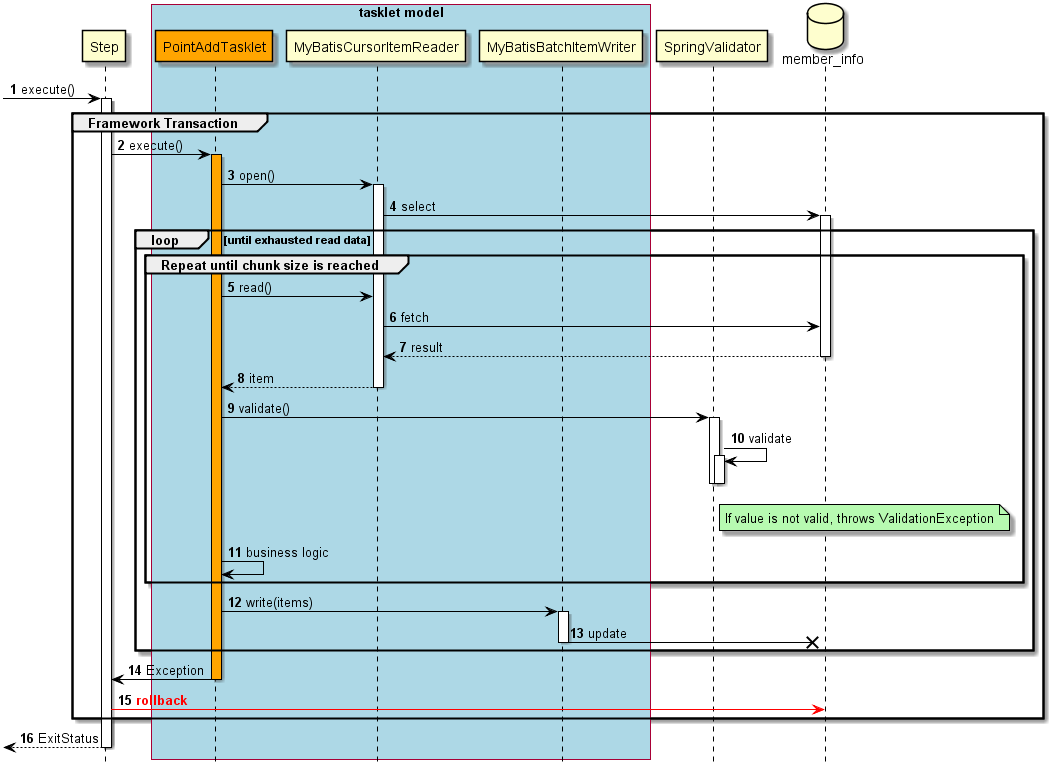 tasklet model
Step
PointAddTasklet
MyBatisCursorItemReader
MyBatisBatchItemWriter
SpringValidator
member_info
1 execute()
Framework Transaction
2 execute()
3 open()
4 select
loop [until exhausted read data]
Repeat until chunk size is reached
5 read()
6 fetch
7 result
8 item
9 validate()
10 validate
If value is not valid, throws ValidationException
11 business logic
12 write(items)
13 update
14 Exception
15 rollback
16 ExitStatus